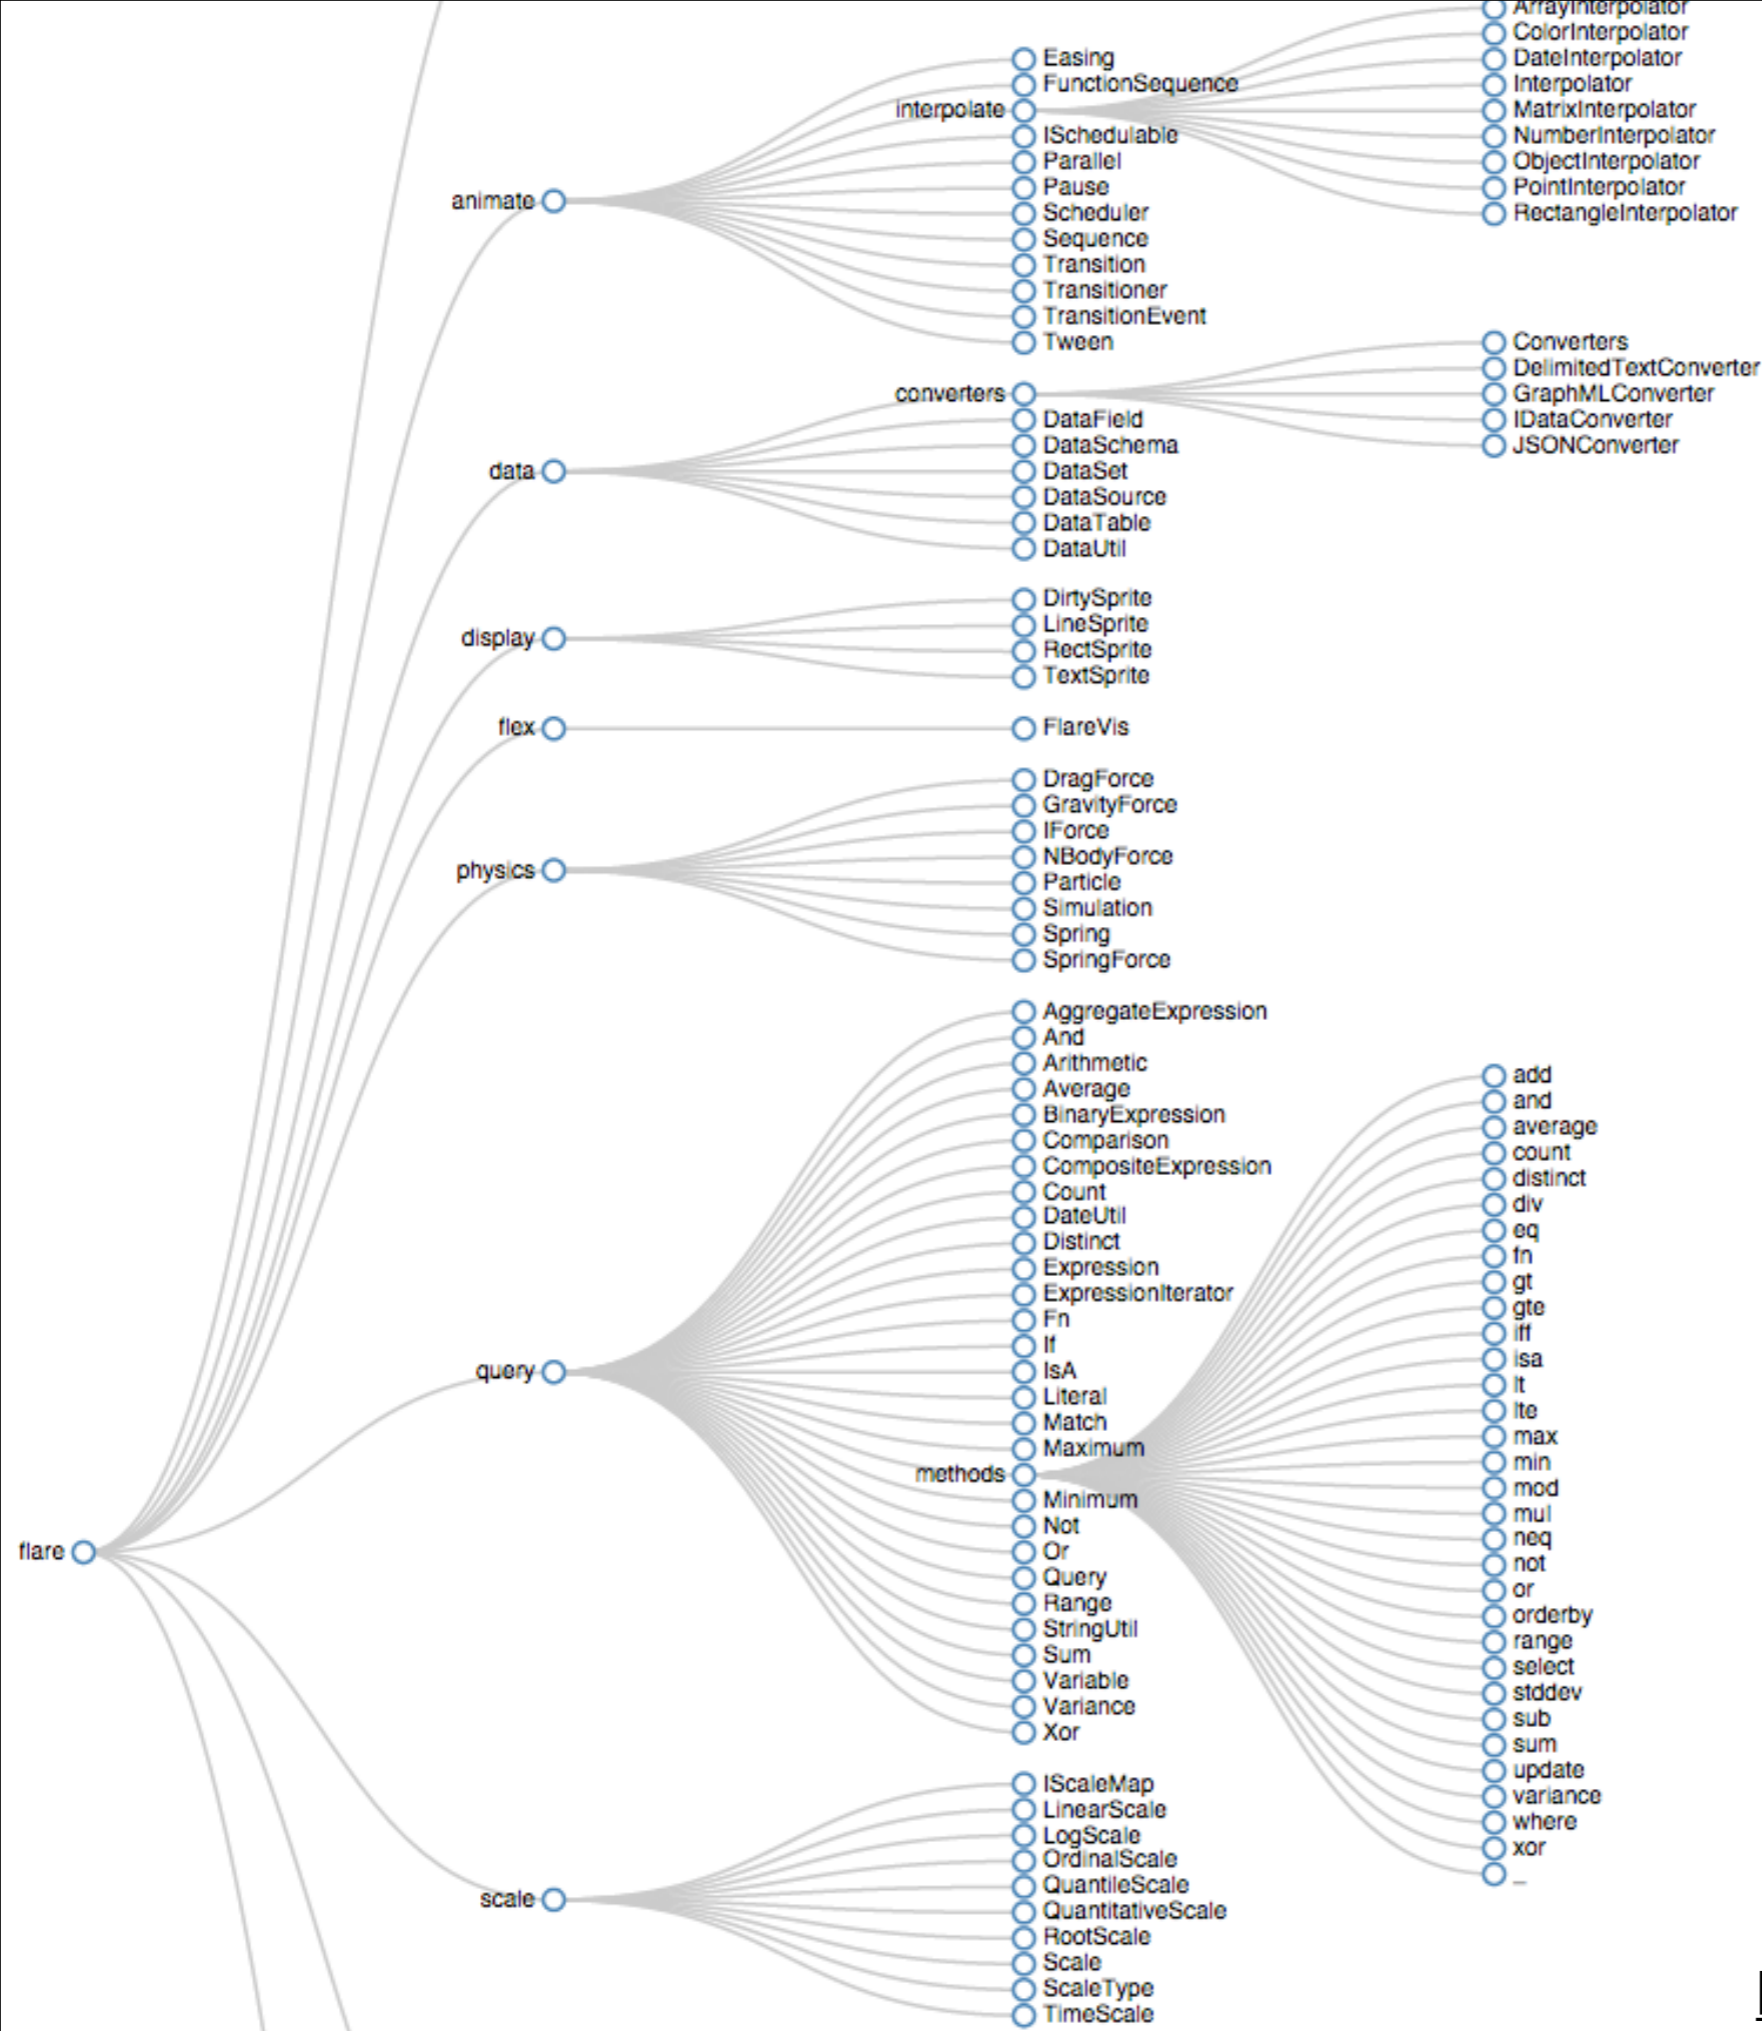 flare
animate
Easing
FunctionSequence
interpolate
ArrayInterpolator
ColorInterpolator
DateInterpolator
Interpolator
MatrixInterpolator
NumberInterpolator
ObjectInterpolator
PointInterpolator
RectangleInterpolator
ISchedulable
Parallel
Pause
Scheduler
Sequence
Transition
Transitioner
TransitionEvent
Tween
data
converters
Converters
DelimitedTextConverter
GraphMLConverter
IDataConverter
JSONConverter
DataField
DataSchema
DataSet
DataSource
DataTable
DataUtil
display
DirtySprite
LineSprite
RectSprite
TextSprite
flex
FlareVis
physics
DragForce
GravityForce
IForce
NBodyForce
Particle
Simulation
Spring
SpringForce
query
AggregateExpression
And
Arithmetic
Average
BinaryExpression
Comparison
CompositeExpression
Count
DateUtil
Distinct
Expression
ExpressionIterator
Fn
If
IsA
Literal
Match
Maximum
methods
add
and
average
count
distinct
div
eq
fn
gt
gte
iff
isa
lt
lte
max
min
mod
mul
neq
not
or
orderby
range
select
stddev
sub
sum
update
variance
where
xor
_
Minimum
Not
Or
Query
Range
StringUtil
Sum
Variable
Variance
Xor
scale
IScaleMap
LinearScale
LogScale
OrdinalScale
QuantileScale
QuantitativeScale
RootScale
Scale
ScaleType
TimeScale